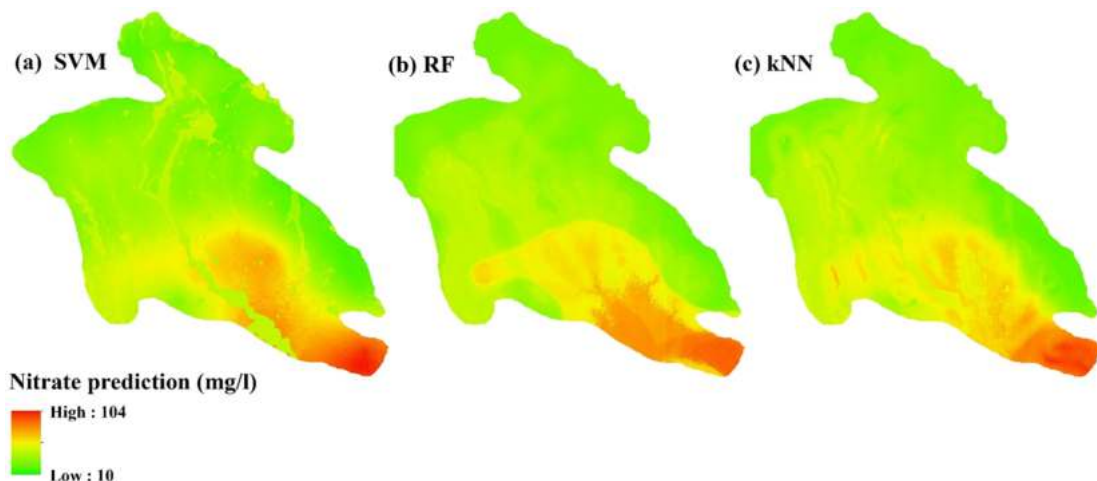 (a) SVM
(b) RF
(c) kNN
Nitrate prediction (mg/l)
High : 104
Low : 10